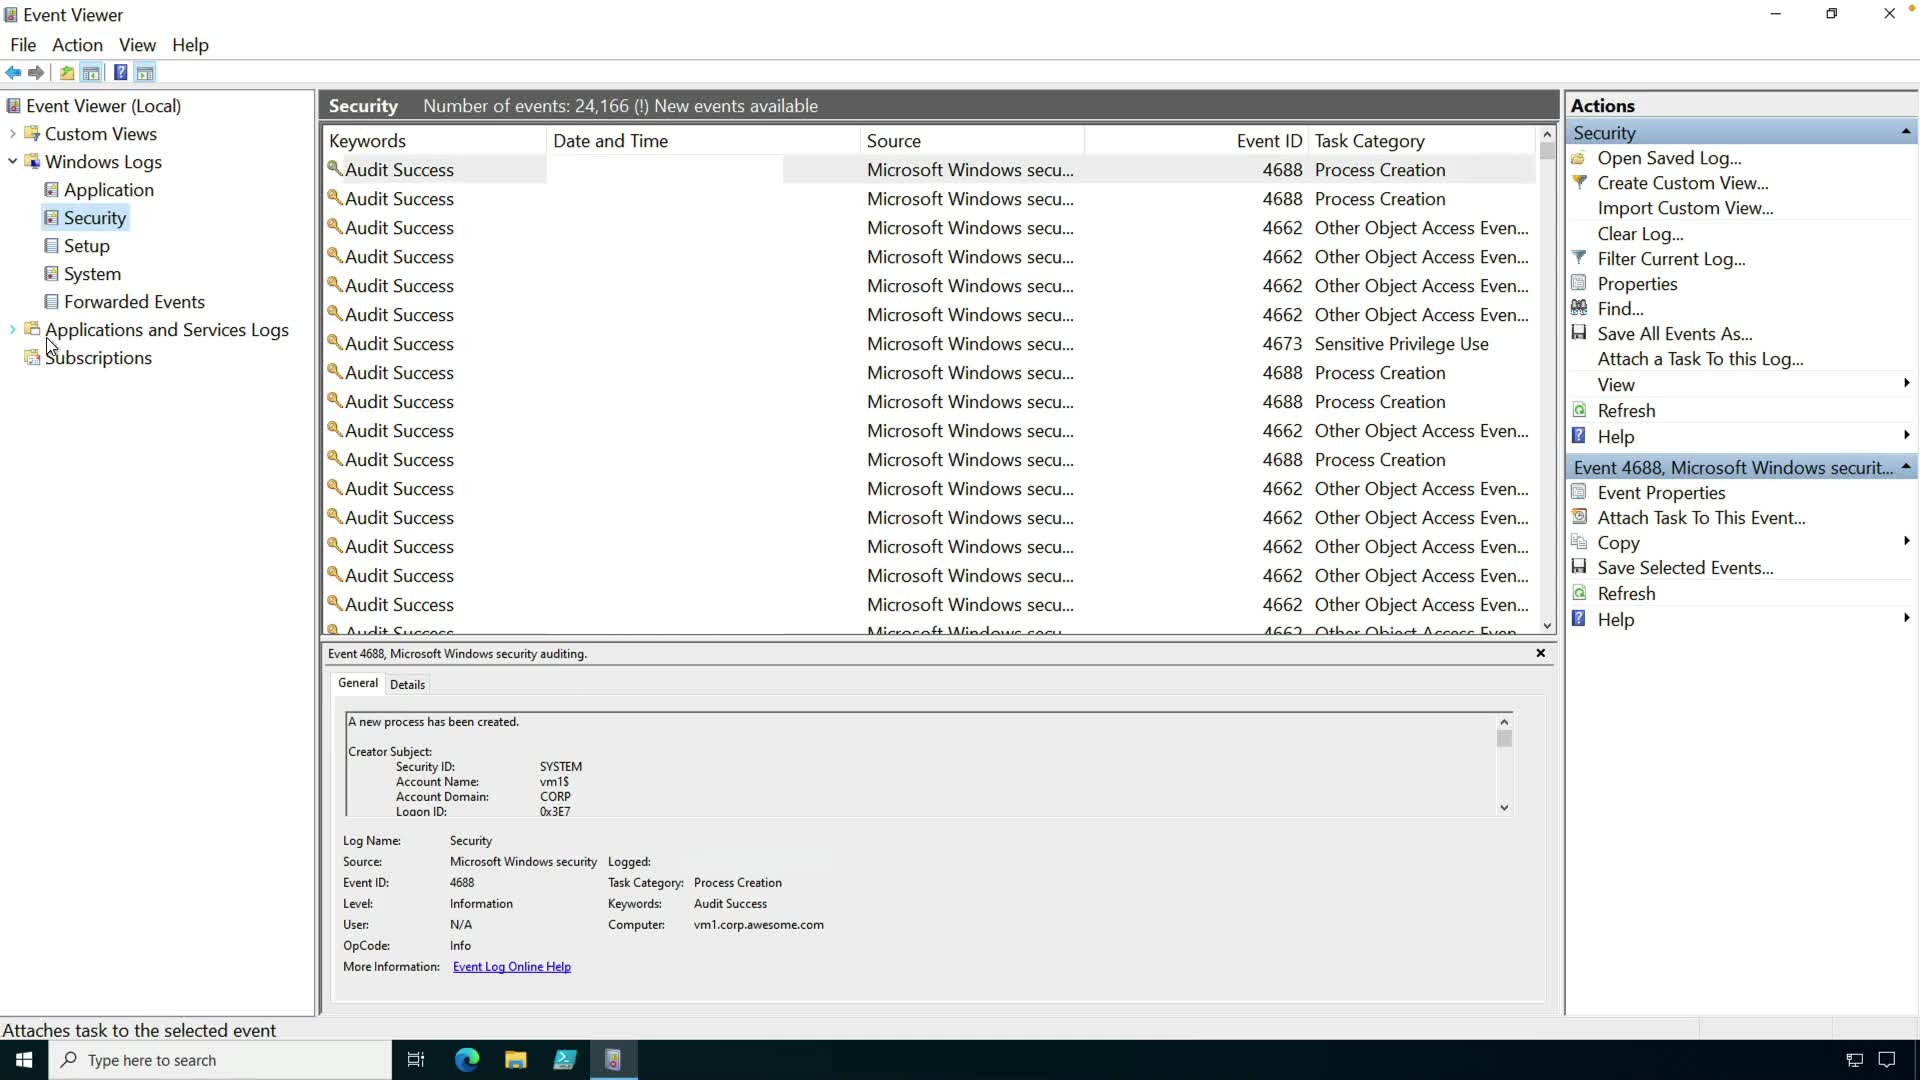 Event Viewer
File Action View Help
Event Viewer (Local)
Custom Views
Windows Logs
Application
Security
Setup
System
Forwarded Events
Applications and Services Logs
Subscriptions
Security Number of events: 24,166 (!) New events available
Keywords Date and Time Source Event ID Task Category
Audit Success Microsoft Windows secu... 4688 Process Creation
Audit Success Microsoft Windows secu... 4688 Process Creation
Audit Success Microsoft Windows secu... 4662 Other Object Access Even...
Audit Success Microsoft Windows secu... 4662 Other Object Access Even...
Audit Success Microsoft Windows secu... 4662 Other Object Access Even...
Audit Success Microsoft Windows secu... 4662 Other Object Access Even...
Audit Success Microsoft Windows secu... 4673 Sensitive Privilege Use
Audit Success Microsoft Windows secu... 4688 Process Creation
Audit Success Microsoft Windows secu... 4688 Process Creation
Audit Success Microsoft Windows secu... 4662 Other Object Access Even...
Audit Success Microsoft Windows secu... 4688 Process Creation
Audit Success Microsoft Windows secu... 4662 Other Object Access Even...
Audit Success Microsoft Windows secu... 4662 Other Object Access Even...
Audit Success Microsoft Windows secu... 4662 Other Object Access Even...
Audit Success Microsoft Windows secu... 4662 Other Object Access Even...
Audit Success Microsoft Windows secu... 4662 Other Object Access Even...
Audit Success Microsoft Windows secu... 4662 Other Object Access Even...
Event 4688, Microsoft Windows security auditing.
General Details
A new process has been created.
Creator Subject:
Security ID: SYSTEM
Account Name: vm1$
Account Domain: CORP
Logon ID: 0x3E7
Log Name: Security
Source: Microsoft Windows security Logged:
Event ID: 4688 Task Category: Process Creation
Level: Information Keywords: Audit Success
User: N/A Computer: vm1.corp.awesome.com
OpCode: Info
More Information: Event Log Online Help
Actions
Security
Open Saved Log...
Create Custom View...
Import Custom View...
Clear Log...
Filter Current Log...
Properties
Find...
Save All Events As...
Attach a Task To this Log...
View
Refresh
Help
Event 4688, Microsoft Windows securit...
Event Properties
Attach Task To This Event...
Copy
Save Selected Events...
Refresh
Help
Attaches task to the selected event
Type here to search